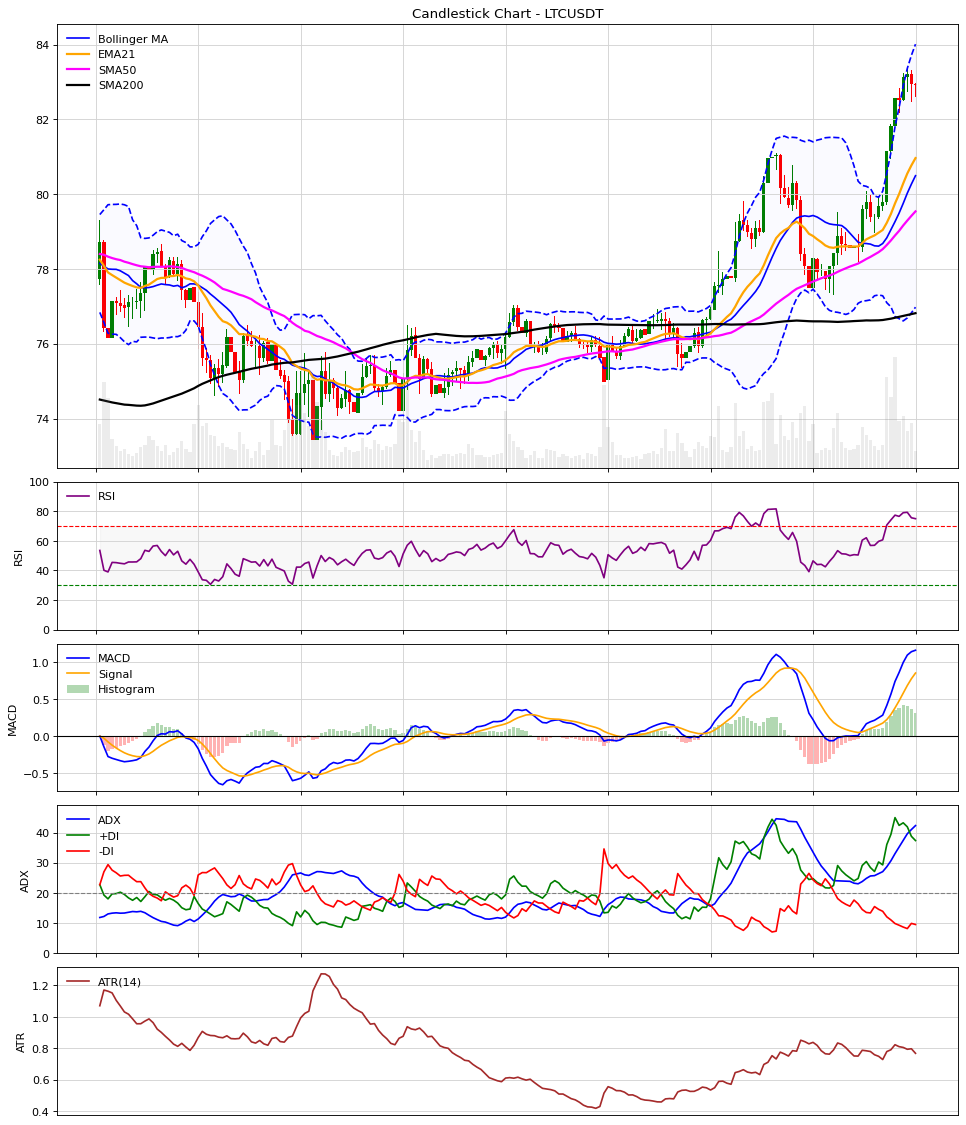 Candlestick Chart - LTCUSDT
Bollinger MA
EMA21
SMA50
SMA200
84
82
80
78
76
74
RSI
RSI
100
80
60
40
20
0
MACD
Signal
Histogram
MACD
1.0
0.5
0.0
−0.5
ADX
+DI
-DI
ADX
40
30
20
10
0
ATR(14)
ATR
1.2
1.0
0.8
0.6
0.4